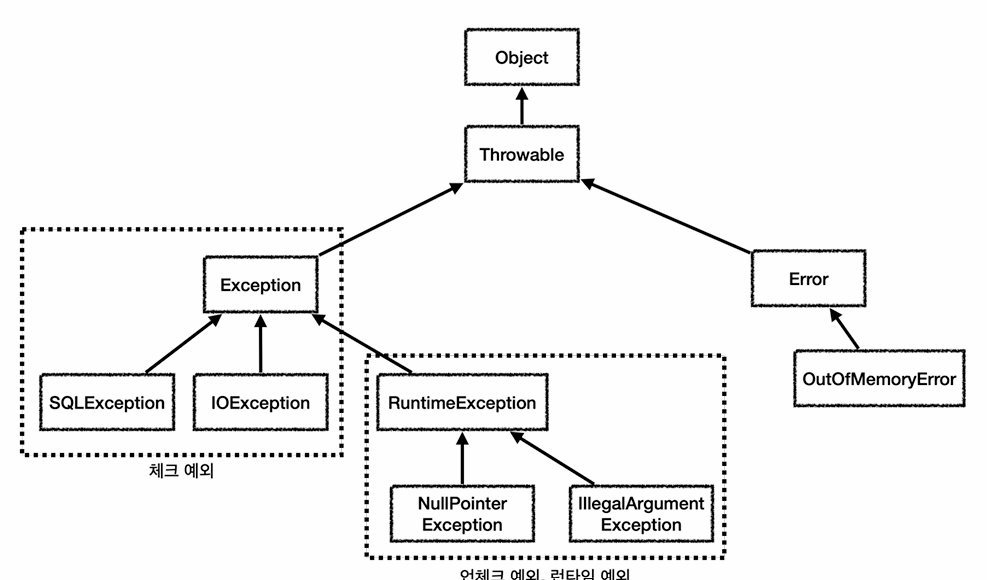 Object
Throwable
Exception
Error
SQLException
IOException
RuntimeException
OutOfMemoryError
체크 예외
NullPointer
Exception
IllegalArgument
Exception
언체크 예외, 런타임 예외